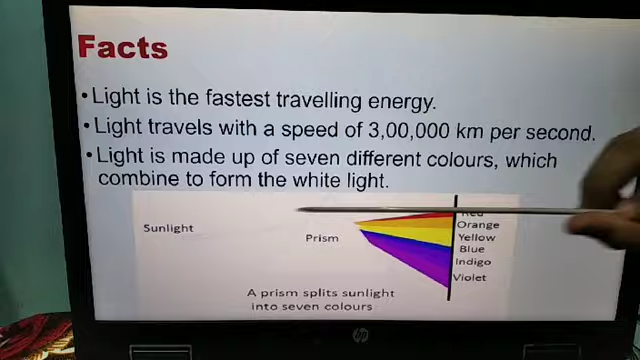 Facts
•Light is the fastest travelling energy.
•Light travels with a speed of 3,00,000 km per second.
•Light is made up of seven different colours, which
combine to form the white light.
Sunlight
Prism
Red
Orange
Yellow
Blue
Indigo
Violet
A prism splits sunlight
into seven colours
hp